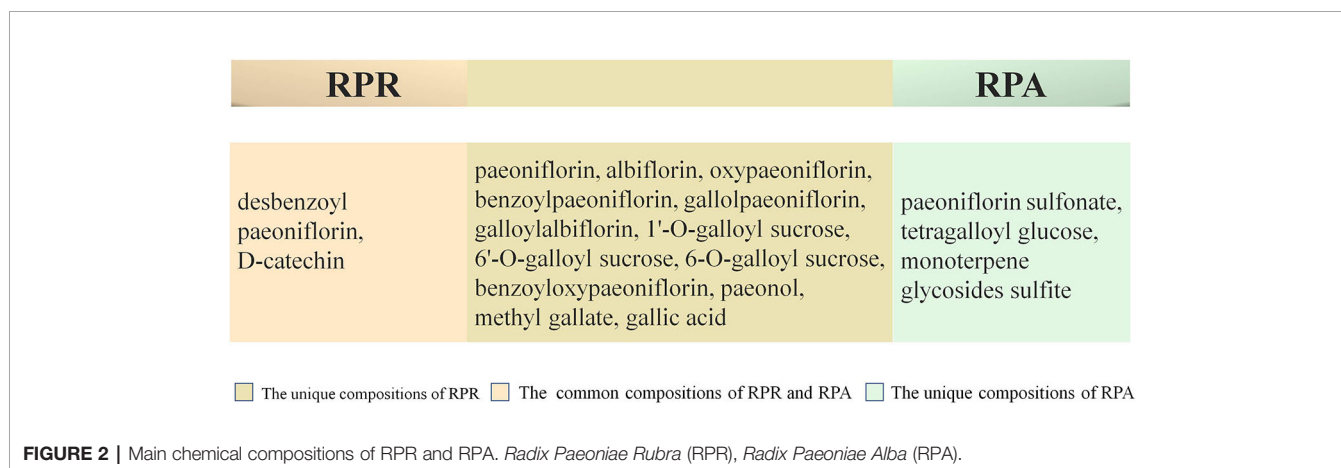 RPR
RPA
desbenzoyl
paeoniflorin,
D-catechin
paeoniflorin, albiflorin, oxypaeoniflorin,
benzoylpaeoniflorin, gallolpaeoniflorin,
galloylalbiflorin, 1'-O-galloyl sucrose,
6'-O-galloyl sucrose, 6-O-galloyl sucrose,
benzoyloxypaeoniflorin, paeonol,
methyl gallate, gallic acid
paeoniflorin sulfonate,
tetragalloyl glucose,
monoterpene
glycosides sulfite
The unique compositions of RPR The common compositions of RPR and RPA The unique compositions of RPA
FIGURE 2 | Main chemical compositions of RPR and RPA. Radix Paeoniae Rubra (RPR), Radix Paeoniae Alba (RPA).